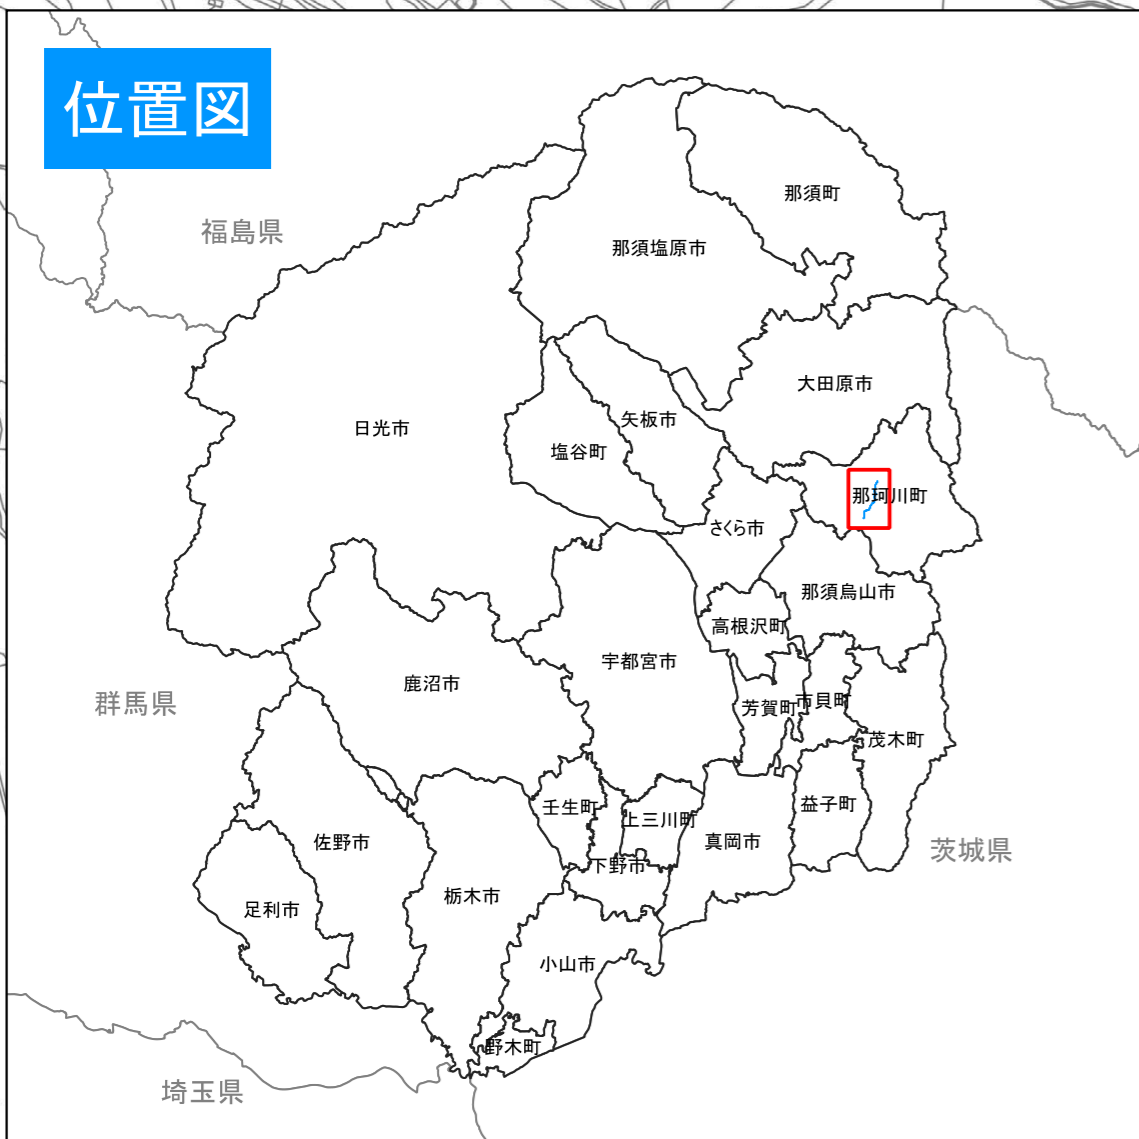 位置図
那須町
福島県
那須塩原市
大田原市
矢板市
日光市
塩谷町
那珂川町
さくら市
那須烏山市
高根沢町
宇都宮市
鹿沼市
群馬県
市貝町
芳賀町
茂木町
益子町
壬生町
上三川町
佐野市
真岡市
茨城県
下野市
栃木市
足利市
小山市
野木町
埼玉県